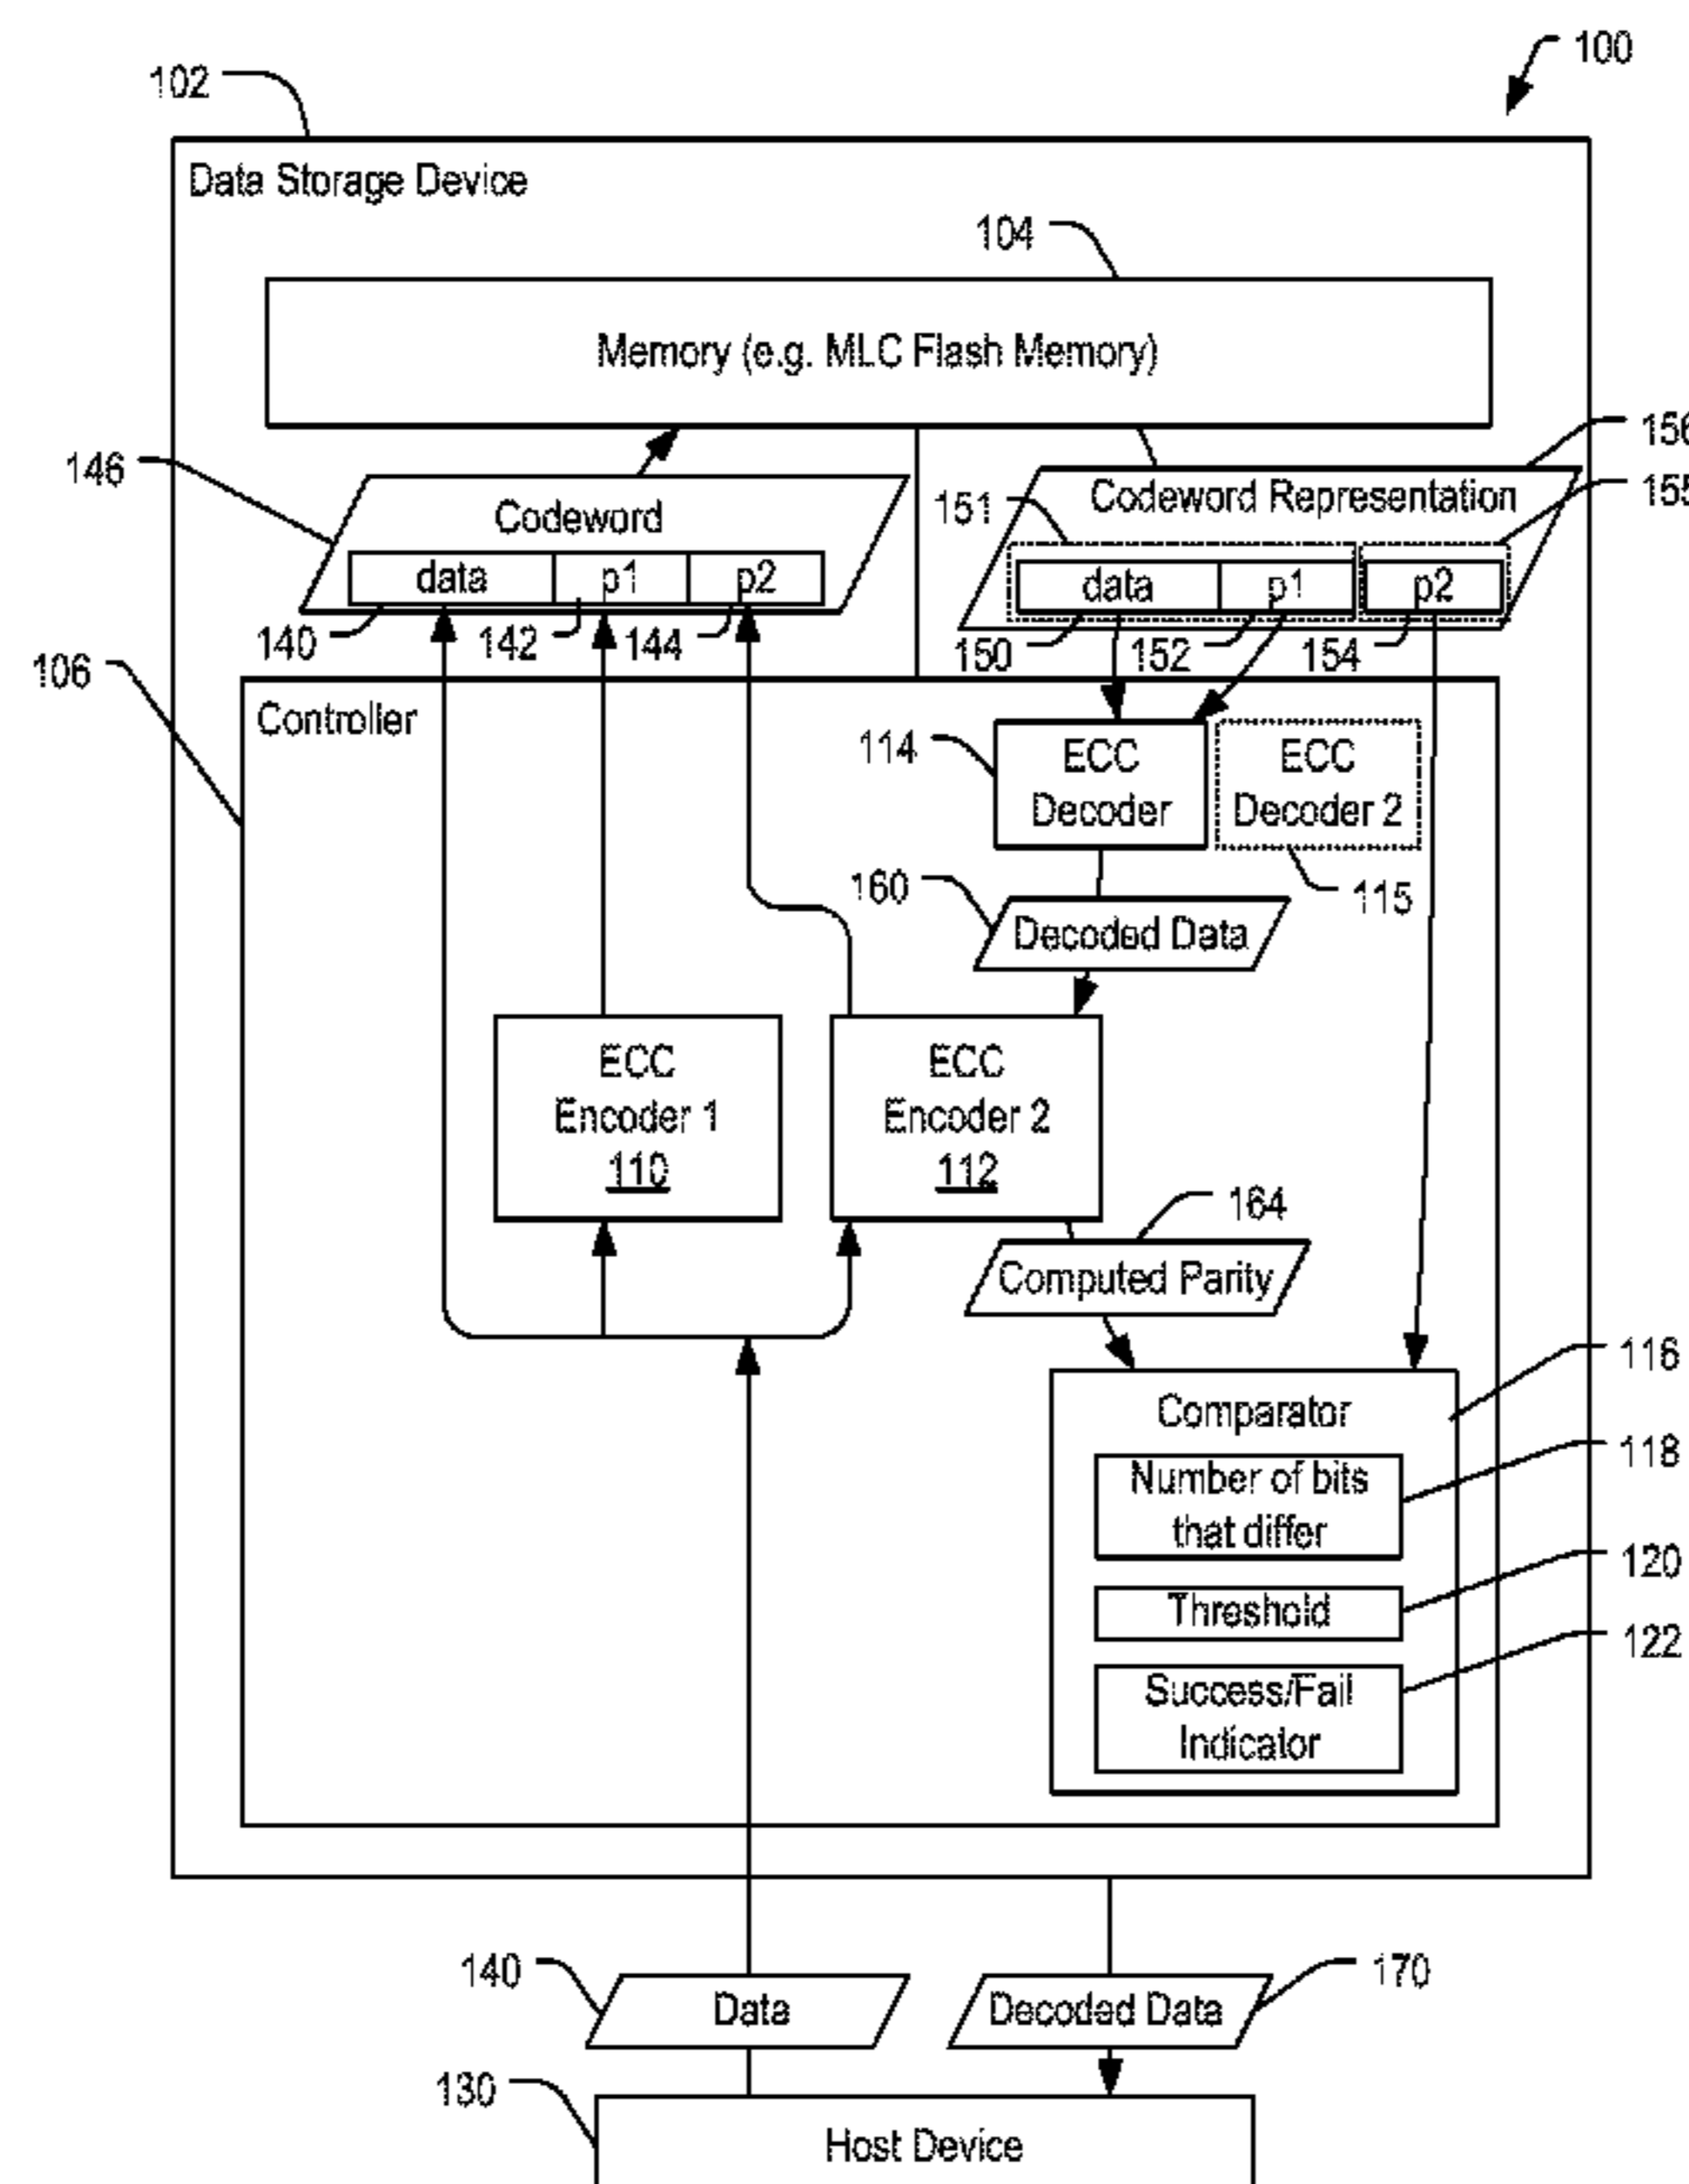 100
102
Data Storage Device
104
Memory (e.g. MLC Flash Memory)
146
Codeword
data p1 p2
140 142 144
156
155
151
Codeword Representation
data p1 p2
150 152 154
106
Controller
114
ECC
Decoder
ECC
Decoder 2
115
160
Decoded Data
ECC
Encoder 1
110
ECC
Encoder 2
112
164
Computed Parity
116
Comparator
118
Number of bits
that differ
120
Threshold
122
Success/Fail
Indicator
140
Data
170
Decoded Data
130
Host Device